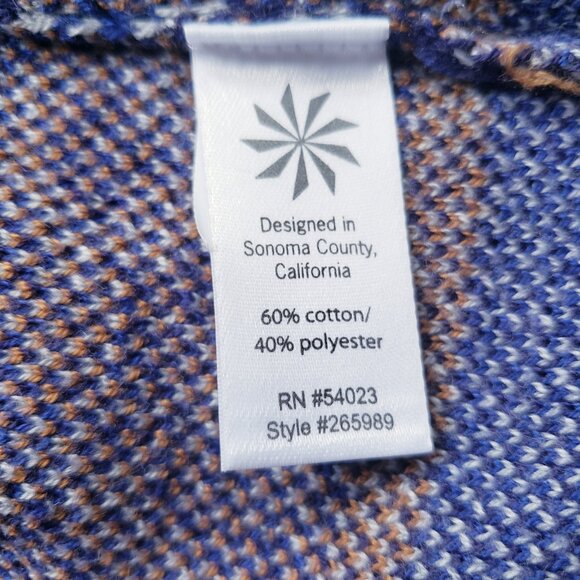 Designed in
Sonoma County,
California
60% cotton/
40% polyester
RN #54023
Style #265989